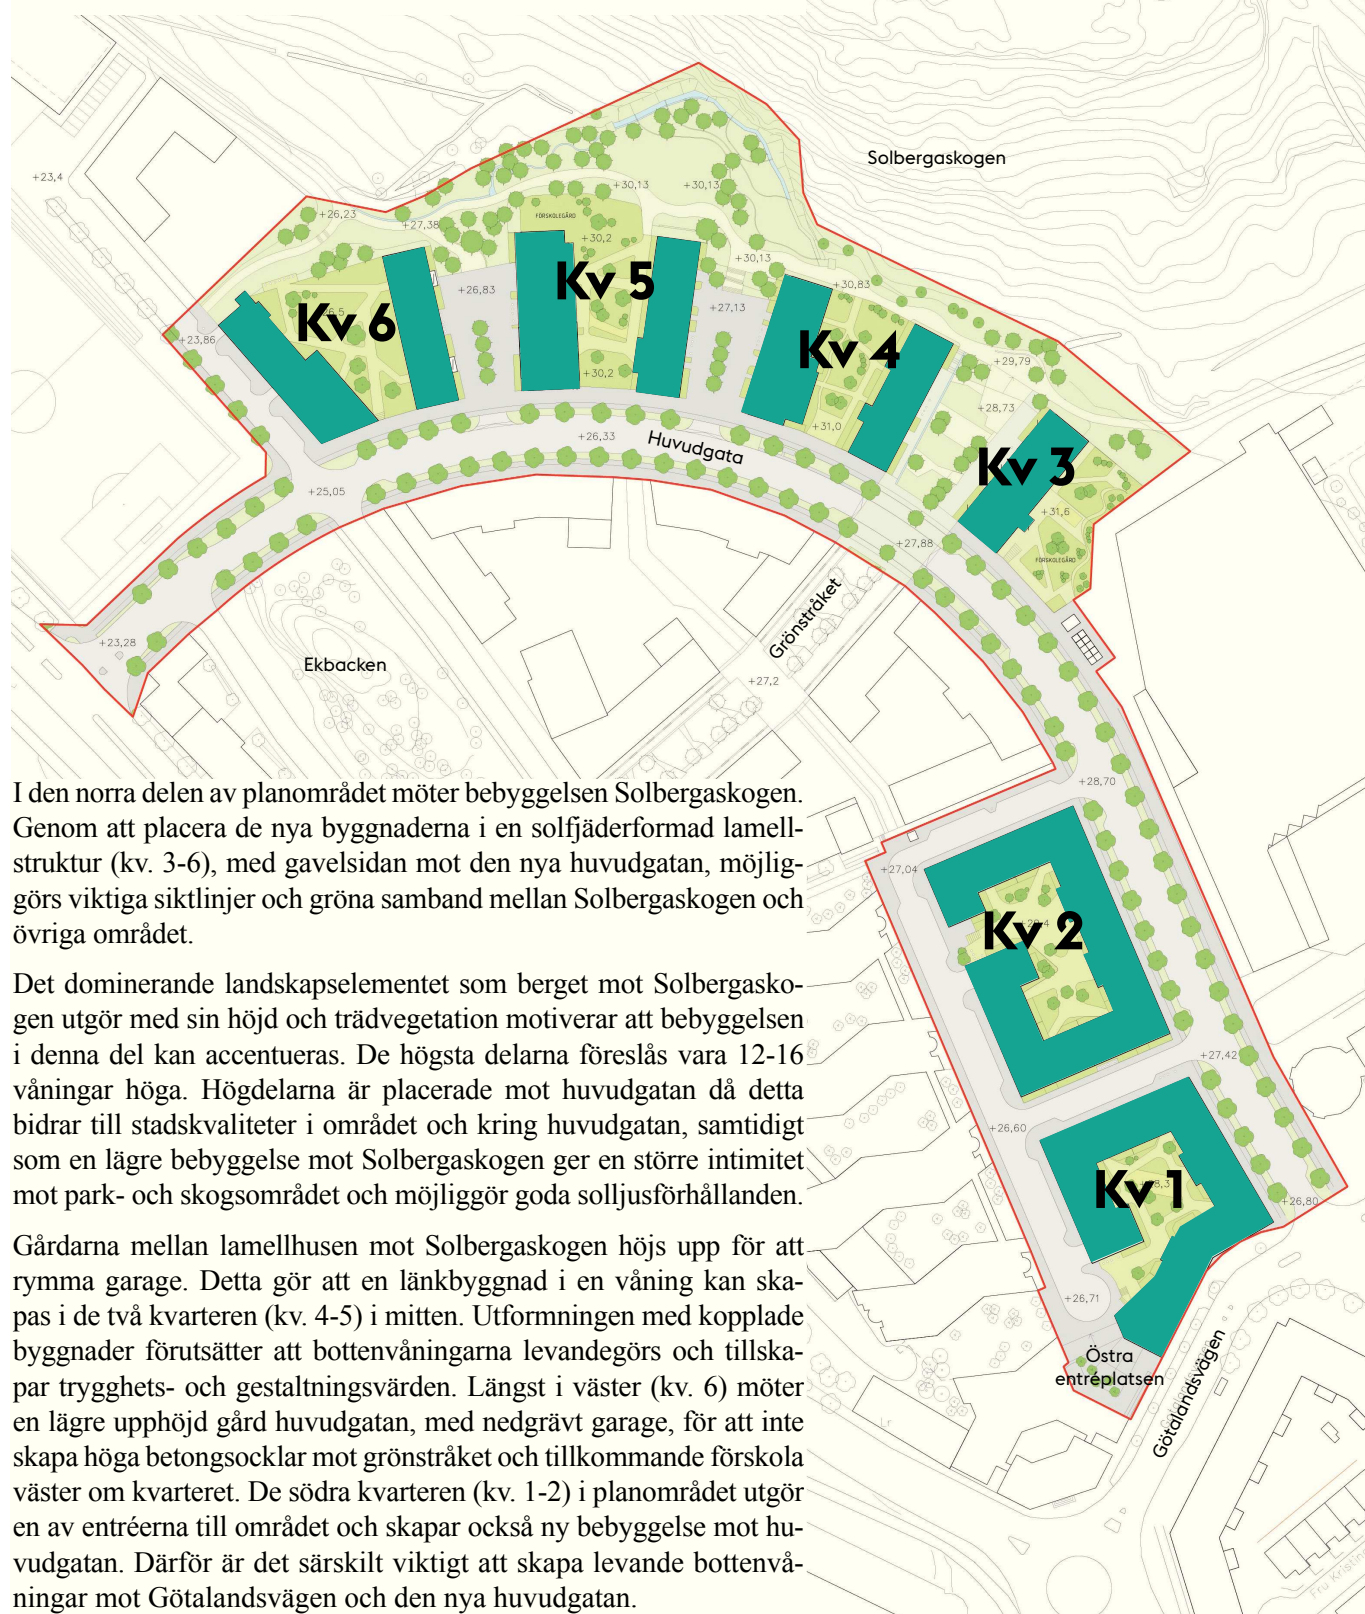 Solbergaskogen
+23,4
+30,13
+30,13
+26,23
FÖRSKOLEGÅRD
+27,38
+30,2
+30,13
Kv 5
+30,83
+26,83
+27,13
Kv 6
+23,86
Kv 4
+29,79
+30,2
+28,73
+31,0
+26,33
Huvudgata
Kv 3
+25,05
+31,6
+27,88
FÖRSKOLEGÅRD
Grönstråket
+23,28
Ekbacken
+27,2
+28,70
I den norra delen av planområdet möter bebyggelsen Solbergaskogen.
Genom att placera de nya byggnaderna i en solfjäderformad lamell-
struktur (kv. 3-6), med gavelsidan mot den nya huvudgatan, möjlig-
görs viktiga siktlinjer och gröna samband mellan Solbergaskogen och
övriga området.
Det dominerande landskapselementet som berget mot Solbergasko-
gen utgör med sin höjd och trädvegetation motiverar att bebyggelsen
i denna del kan accentueras. De högsta delarna föreslås vara 12-16
våningar höga. Högdelarna är placerade mot huvudgatan då detta
bidrar till stadskvaliteter i området och kring huvudgatan, samtidigt
som en lägre bebyggelse mot Solbergaskogen ger en större intimitet
mot park- och skogsområdet och möjliggör goda solljusförhållanden.
Gårdarna mellan lamellhusen mot Solbergaskogen höjs upp för att
rymma garage. Detta gör att en länkbyggnad i en våning kan ska-
pas i de två kvarteren (kv. 4-5) i mitten. Utformningen med kopplade
byggnader förutsätter att bottenvåningarna levandegörs och tillska-
par trygghets- och gestaltningsvärden. Längst i väster (kv. 6) möter
en lägre upphöjd gård huvudgatan, med nedgrävt garage, för att inte
skapa höga betongsocklar mot grönstråket och tillkommande förskola
väster om kvarteret. De södra kvarteren (kv. 1-2) i planområdet utgör
en av entréerna till området och skapar också ny bebyggelse mot hu-
vudgatan. Därför är det särskilt viktigt att skapa levande bottenvå-
ningar mot Götalandsvägen och den nya huvudgatan.
+27,04
Kv 2
+27,42
+26,60
Kv 1
+26,80
+26,71
Östra
entréplatsen
Götalandsvägen
Lr
Fru Kristins